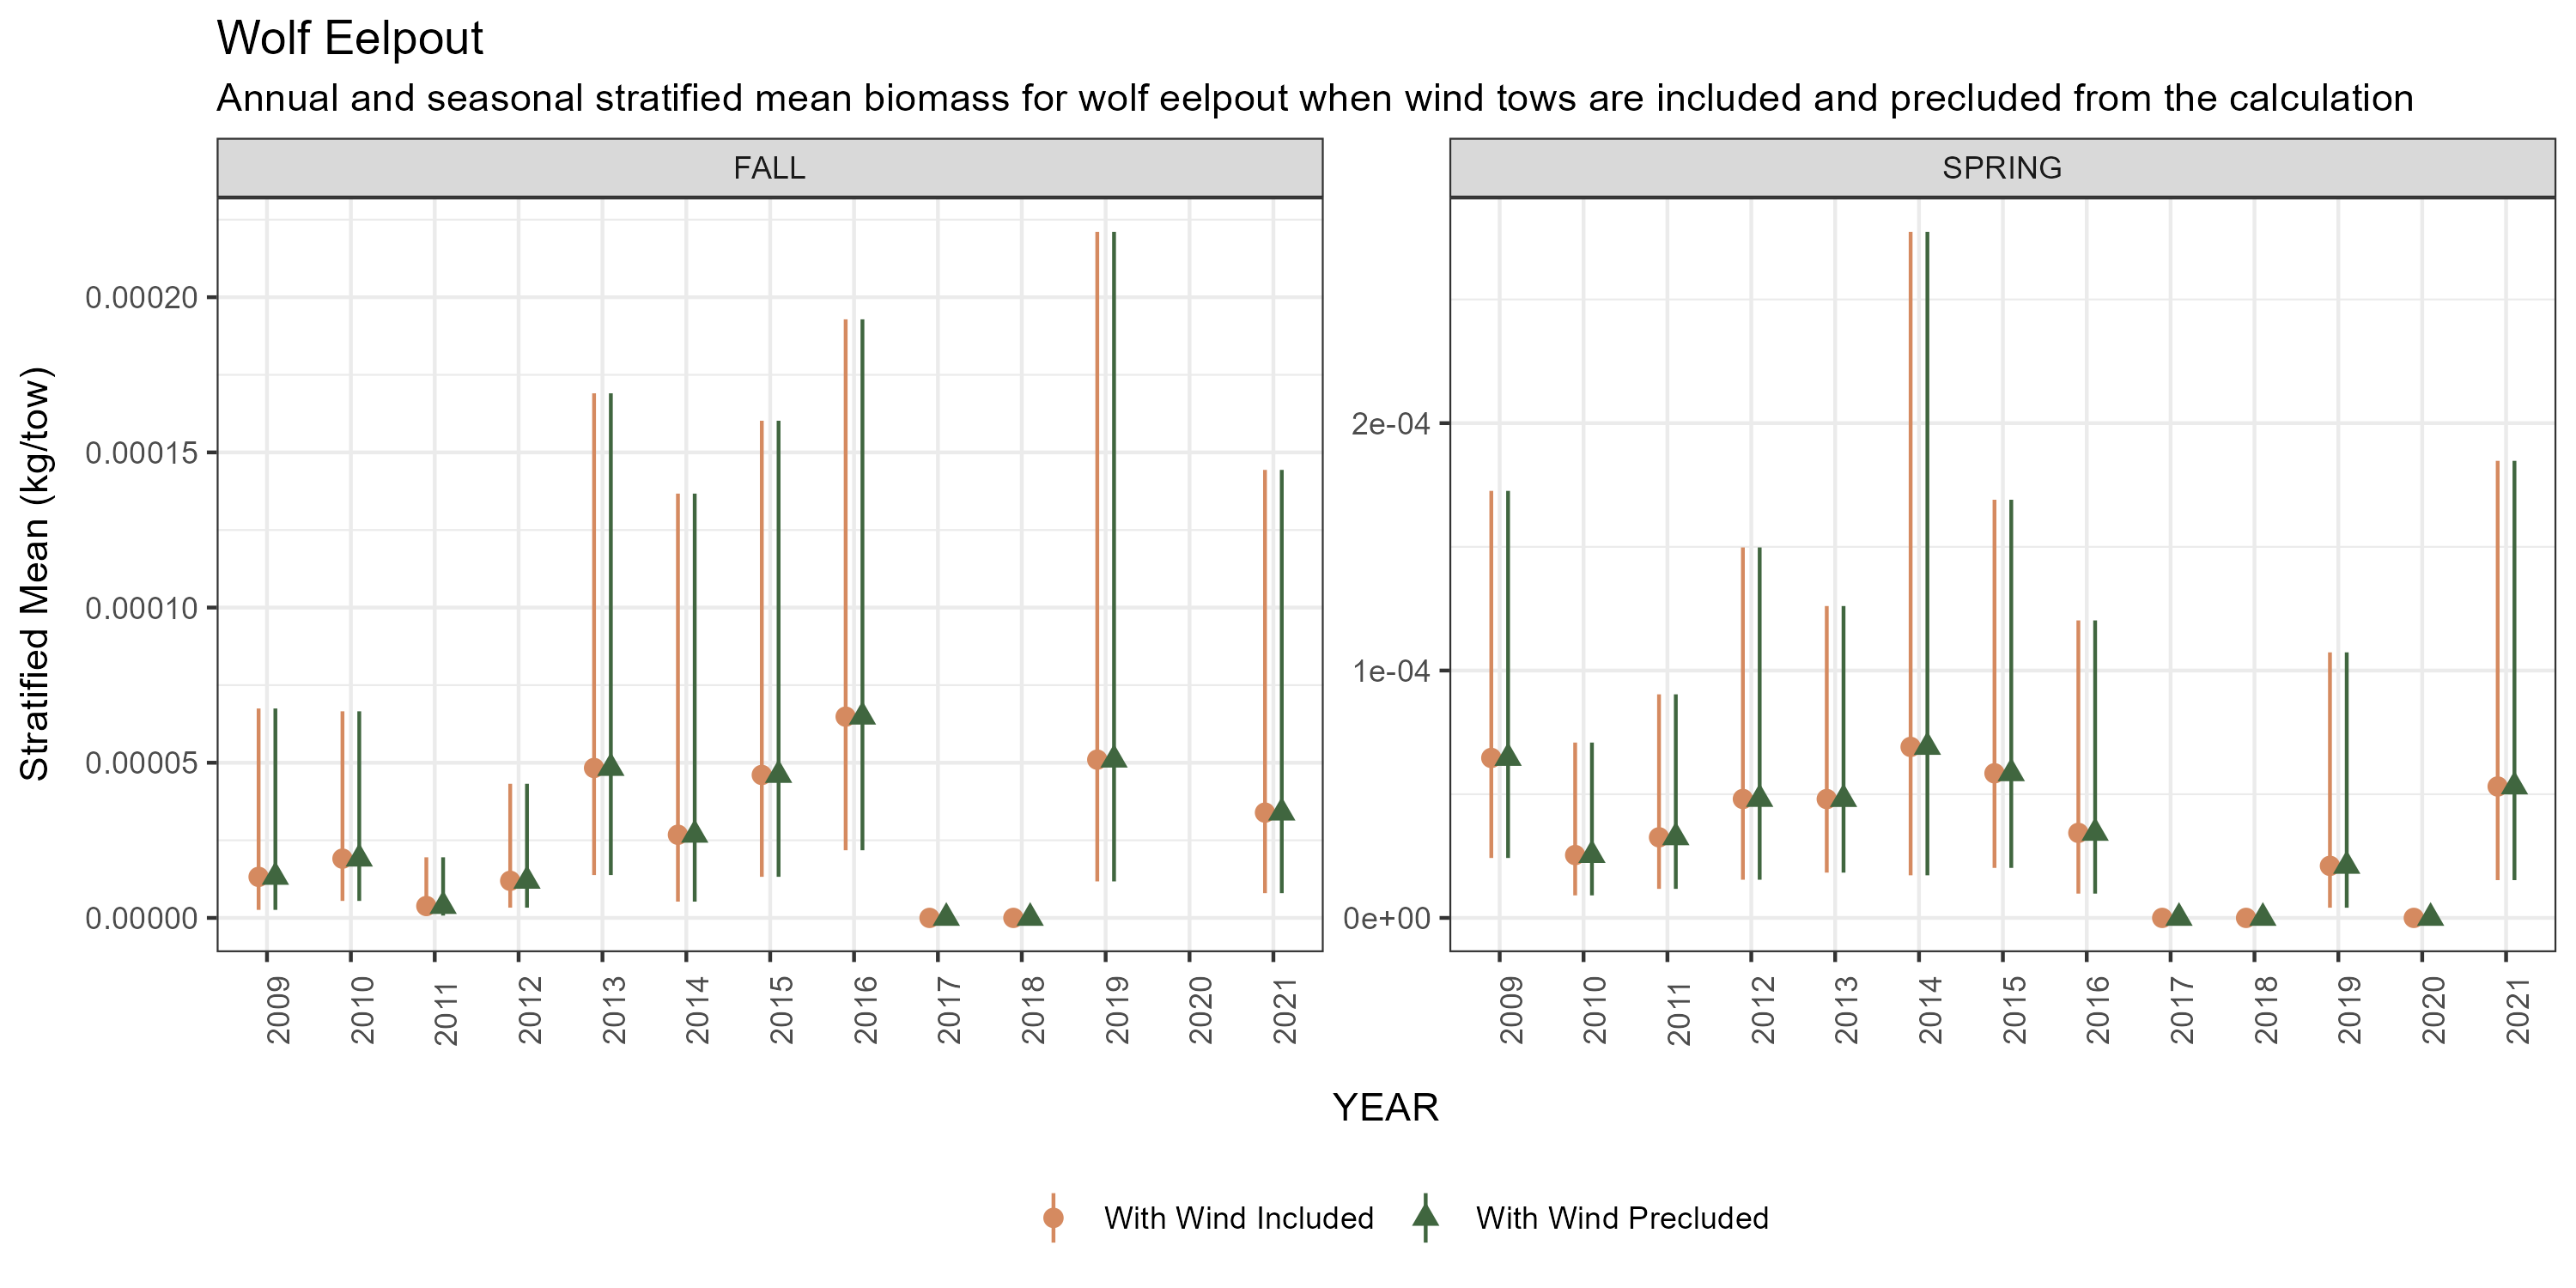 Wolf Eelpout
Annual and seasonal stratified mean biomass for wolf eelpout when wind tows are included and precluded from the calculation
FALL
SPRING
Stratified Mean (kg/tow)
0.00020
0.00015
0.00010
0.00005
0.00000
2e-04
1e-04
0e+00
2009 2010 2011 2012 2013 2014 2015 2016 2017 2018 2019 2020 2021
2009 2010 2011 2012 2013 2014 2015 2016 2017 2018 2019 2020 2021
YEAR
With Wind Included
With Wind Precluded